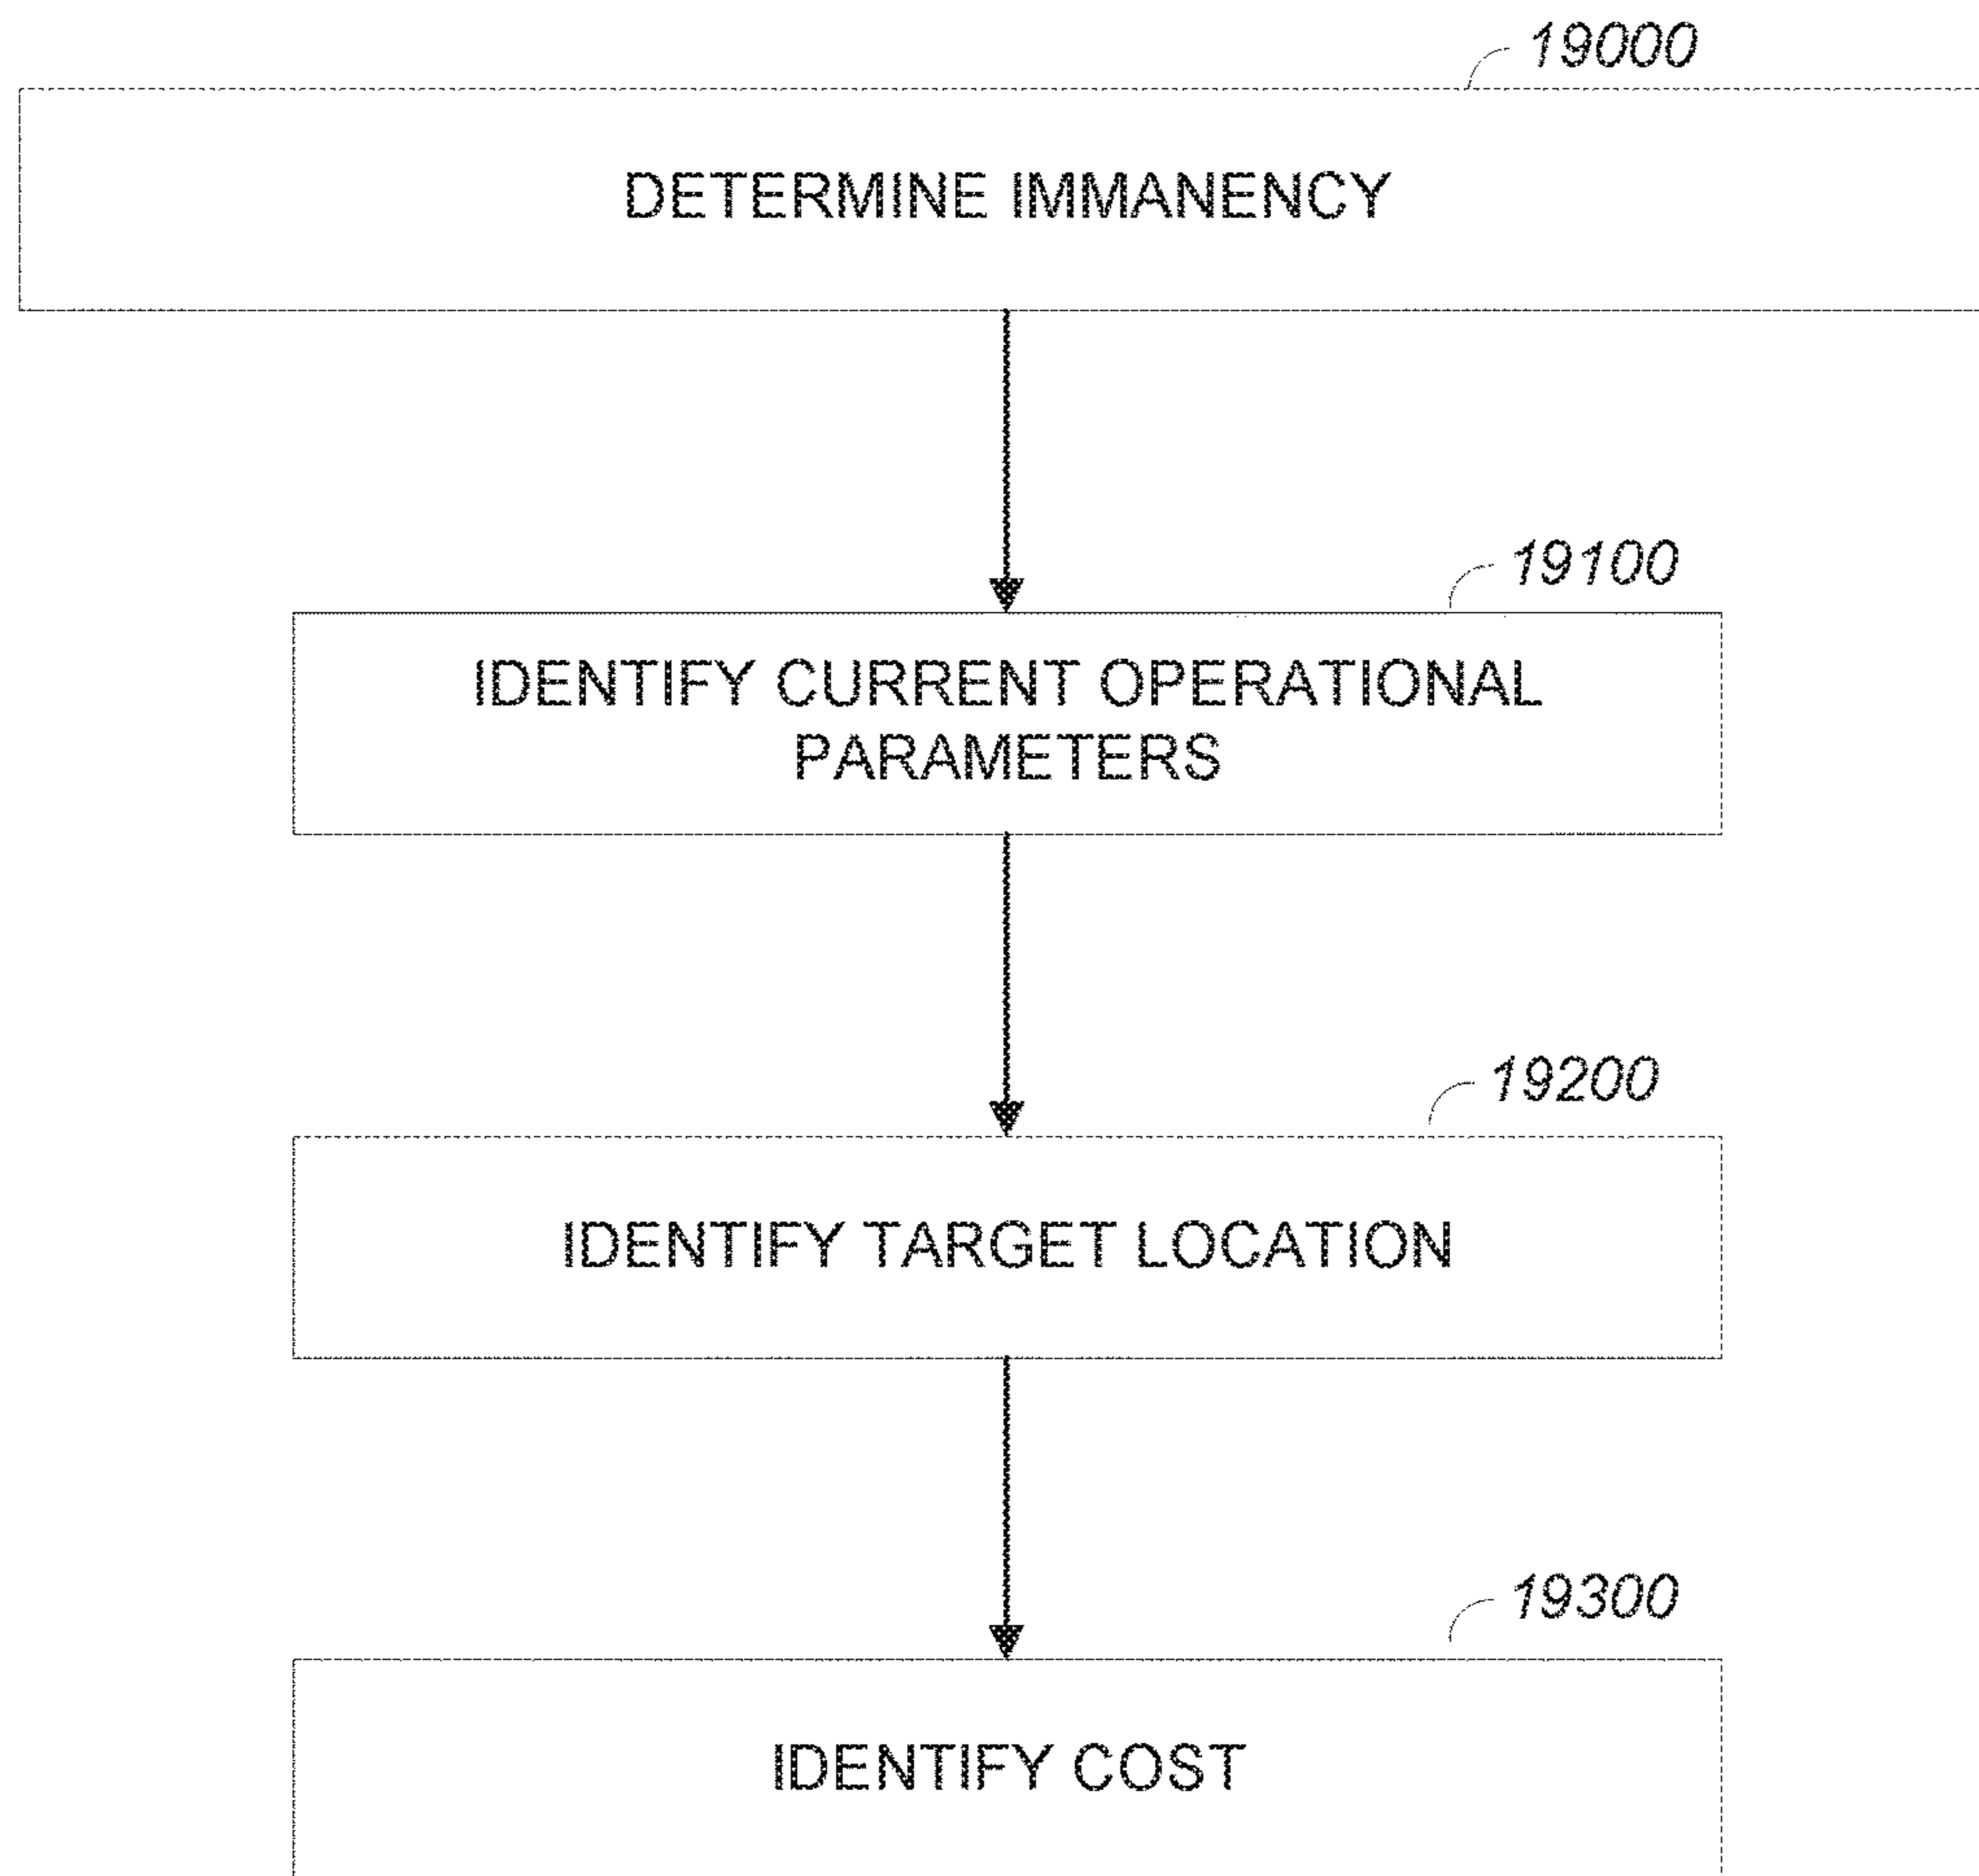 19000
DETERMINE IMMANENCY
19100
IDENTIFY CURRENT OPERATIONAL
PARAMETERS
19200
IDENTIFY TARGET LOCATION
19300
IDENTIFY COST